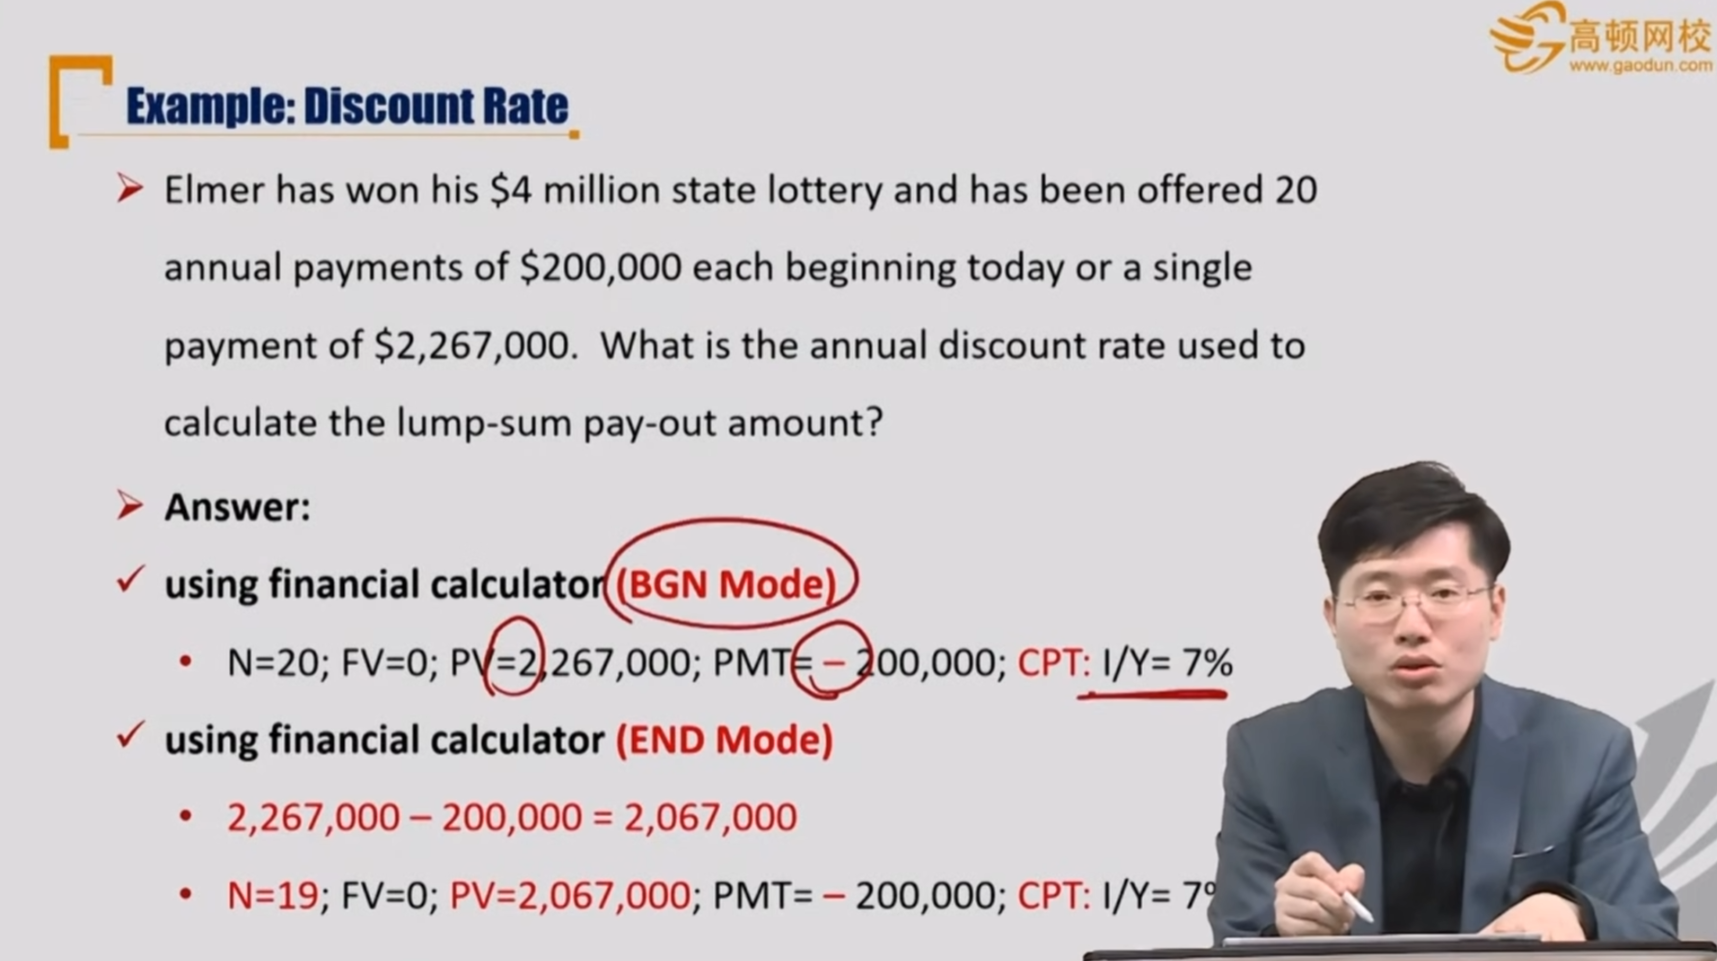 高顿网校
www.gaodun.com
Example: Discount Rate
Elmer has won his $4 million state lottery and has been offered 20
annual payments of $200,000 each beginning today or a single
payment of $2,267,000. What is the annual discount rate used to
calculate the lump-sum pay-out amount?
Answer:
using financial calculator (BGN Mode)
N=20; FV=0; PV=2,267,000; PMT= – 200,000; CPT: I/Y= 7%
using financial calculator (END Mode)
2,267,000 – 200,000 = 2,067,000
N=19; FV=0; PV=2,067,000; PMT= – 200,000; CPT: I/Y= 7%